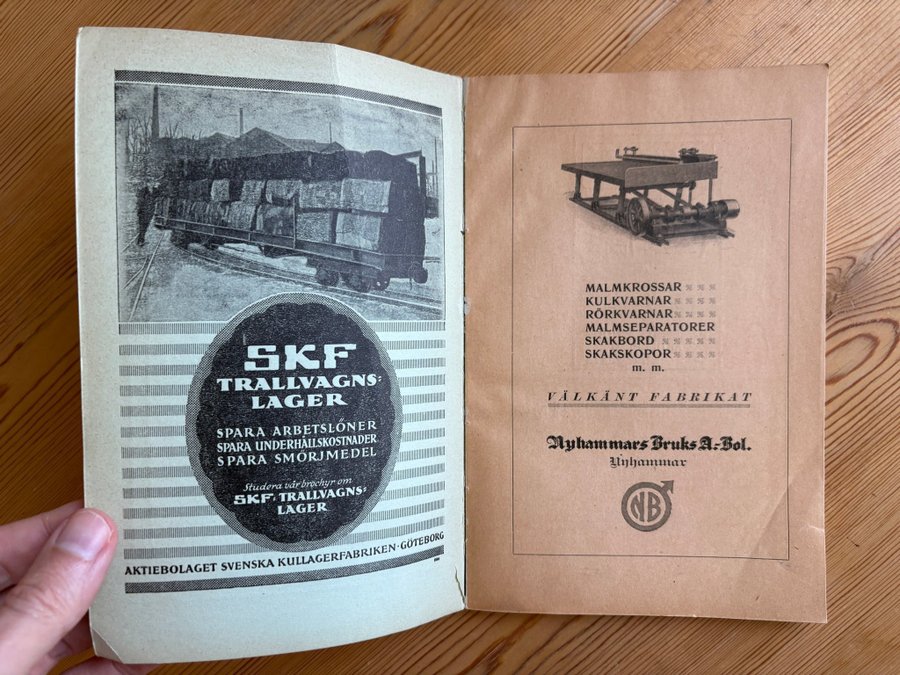 SKF
TRALLVAGNS-
LAGER
SPARA ARBETSLÖNER
SPARA UNDERHÅLLSKOSTNADER
SPARA SMÖRJMEDEL
Studera vår brochyr om
SKF-TRALLVAGNS-
LAGER
AKTIEBOLAGET SVENSKA KULLAGERFABRIKEN·GÖTEBORG
MALMKROSSAR
KULKVARNAR
RÖRKVARNAR
MALMSEPARATORER
SKAKBORD
SKAKSKOPOR
m. m.
VÄLKÄNT FABRIKAT
Nyhammars Bruks A.-Bol.
Nyhammar
NB